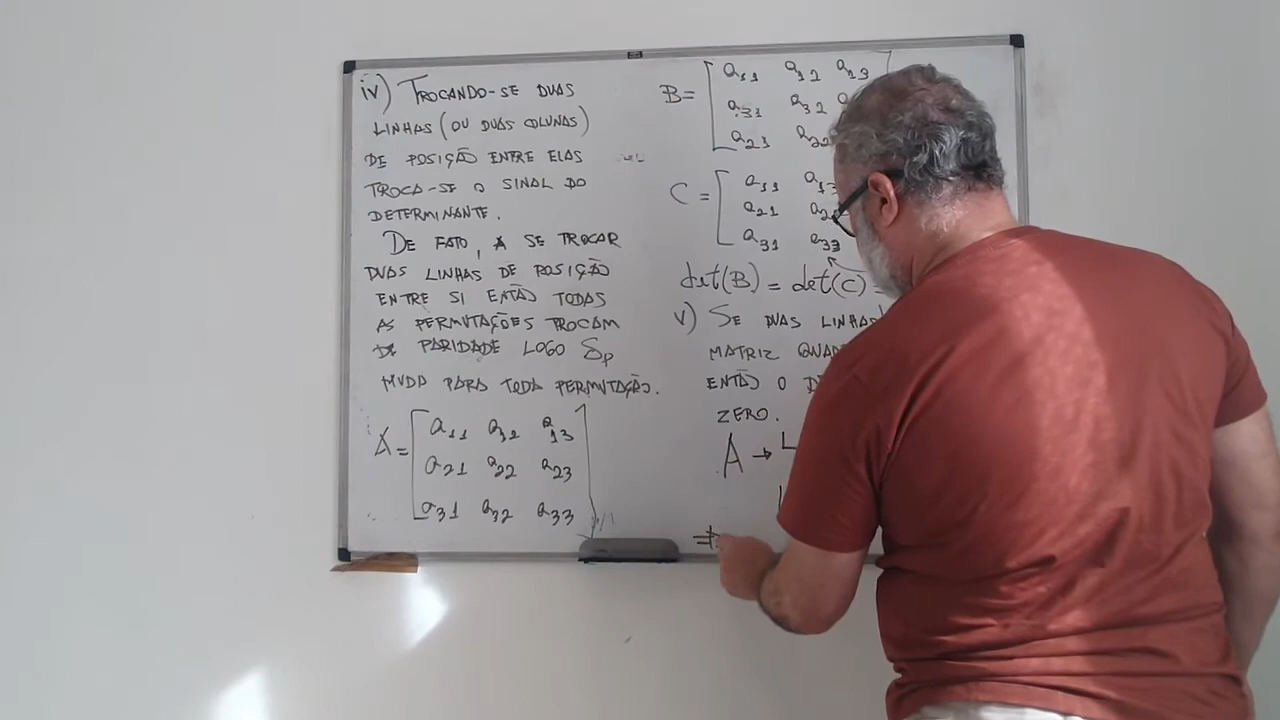 iv) TROCANDO-SE DUAS
LINHAS (OU DUAS COLUNAS)
DE POSIÇÃO ENTRE ELAS
TROCA-SE O SINAL DO
DETERMINANTE.
DE FATO, A SE TROCAR
DUAS LINHAS DE POSIÇÃO
ENTRE SI ENTÃO TODAS
AS PERMUTAÇÕES TROCAM
PARIDADE LOGO δp
MUDA PARA TODA PERMUTAÇÃO.
A = [ a11 a12 a13
a21 a22 a23
a31 a32 a33 ]
B = [ a11 a12 a13
a31 a32
a21 a22
C = [ a11 a13
a21
a31 a33
det(B) = det(C) =
v) SE DUAS LINHAS
MATRIZ
ENTÃO O
ZERO.
A → L
⇒